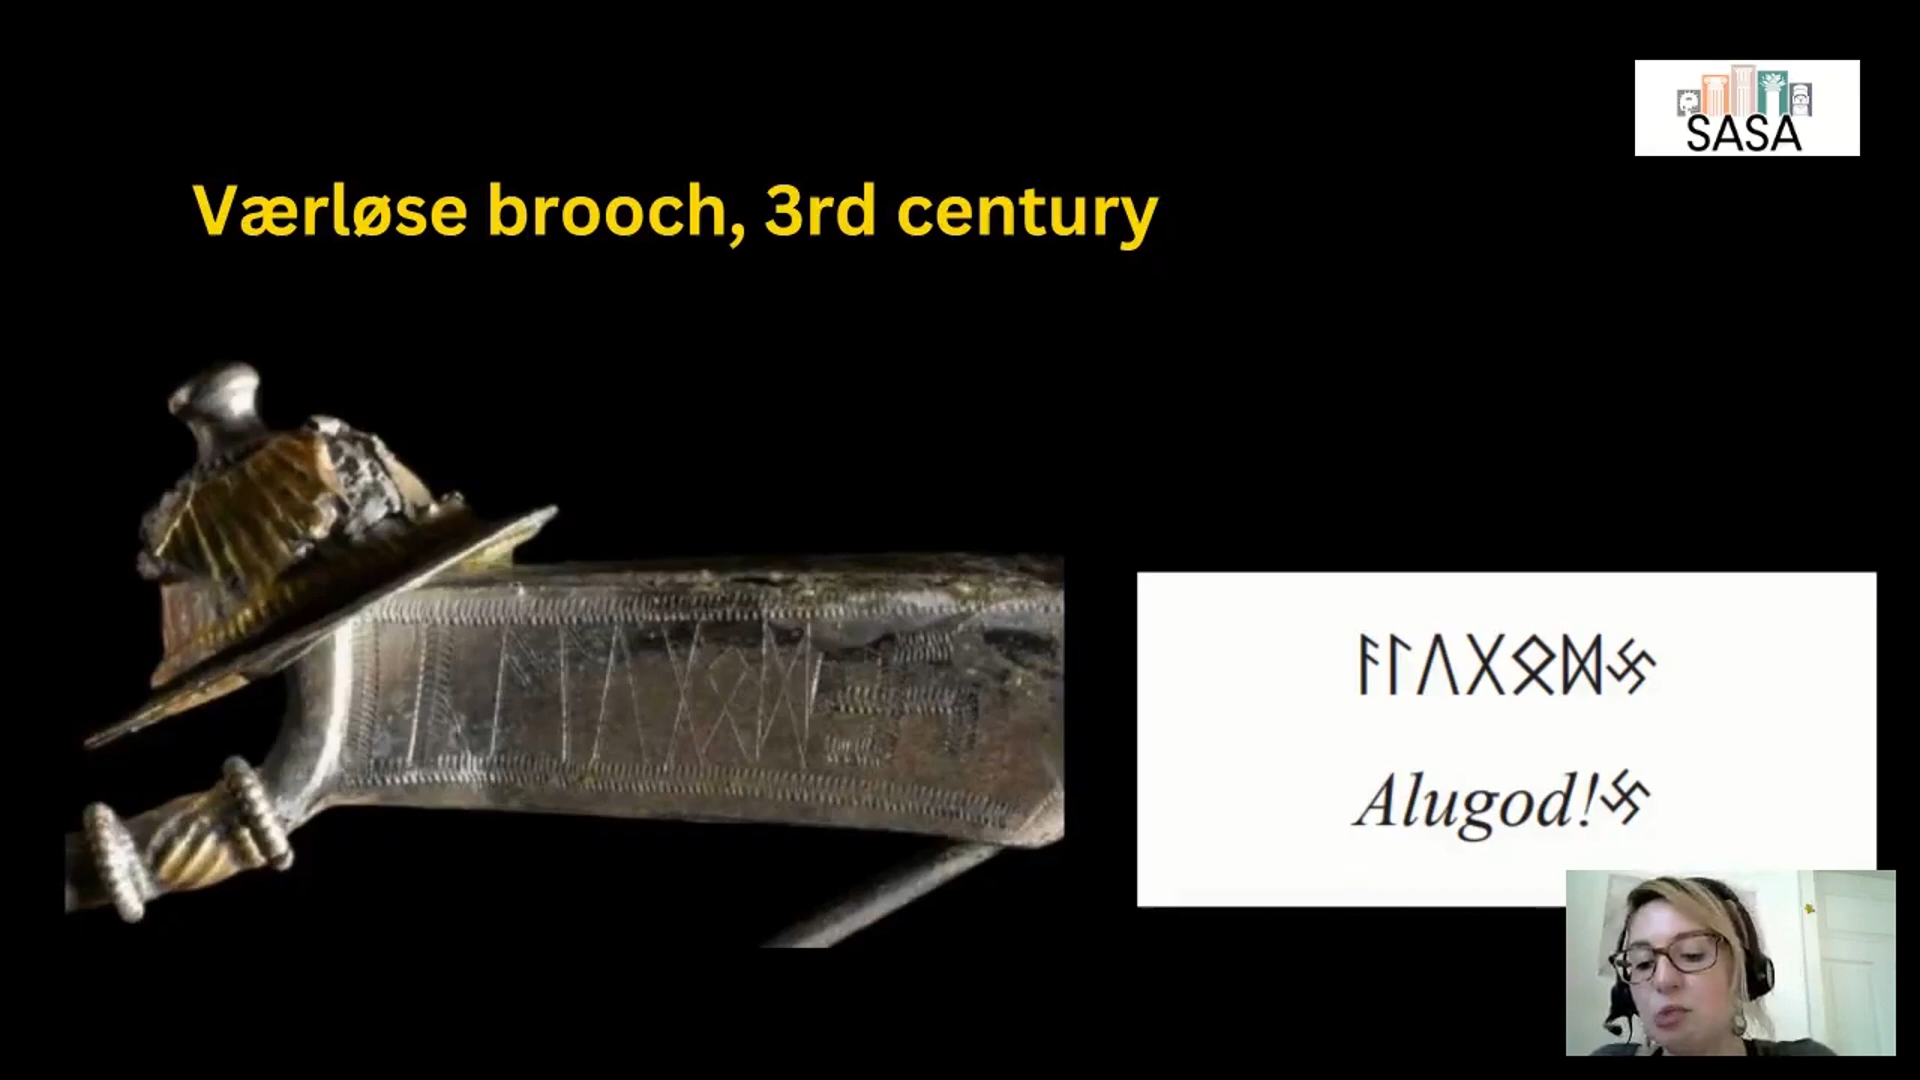 SASA
Værløse brooch, 3rd century
ᚨᛚᚢᚷᛟᛞ卐
Alugod!卐